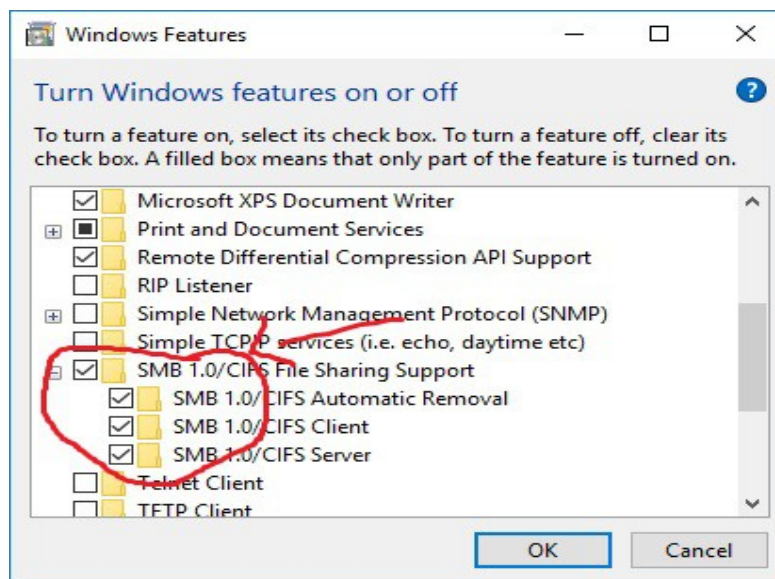 Windows Features
Turn Windows features on or off
?
To turn a feature on, select its check box. To turn a feature off, clear its
check box. A filled box means that only part of the feature is turned on.
Microsoft XPS Document Writer
Print and Document Services
Remote Differential Compression API Support
RIP Listener
Simple Network Management Protocol (SNMP)
Simple TCPIP services (i.e. echo, daytime etc)
SMB 1.0/CIFS File Sharing Support
SMB 1.0/CIFS Automatic Removal
SMB 1.0/CIFS Client
SMB 1.0/CIFS Server
Telnet Client
TFTP Client
OK
Cancel